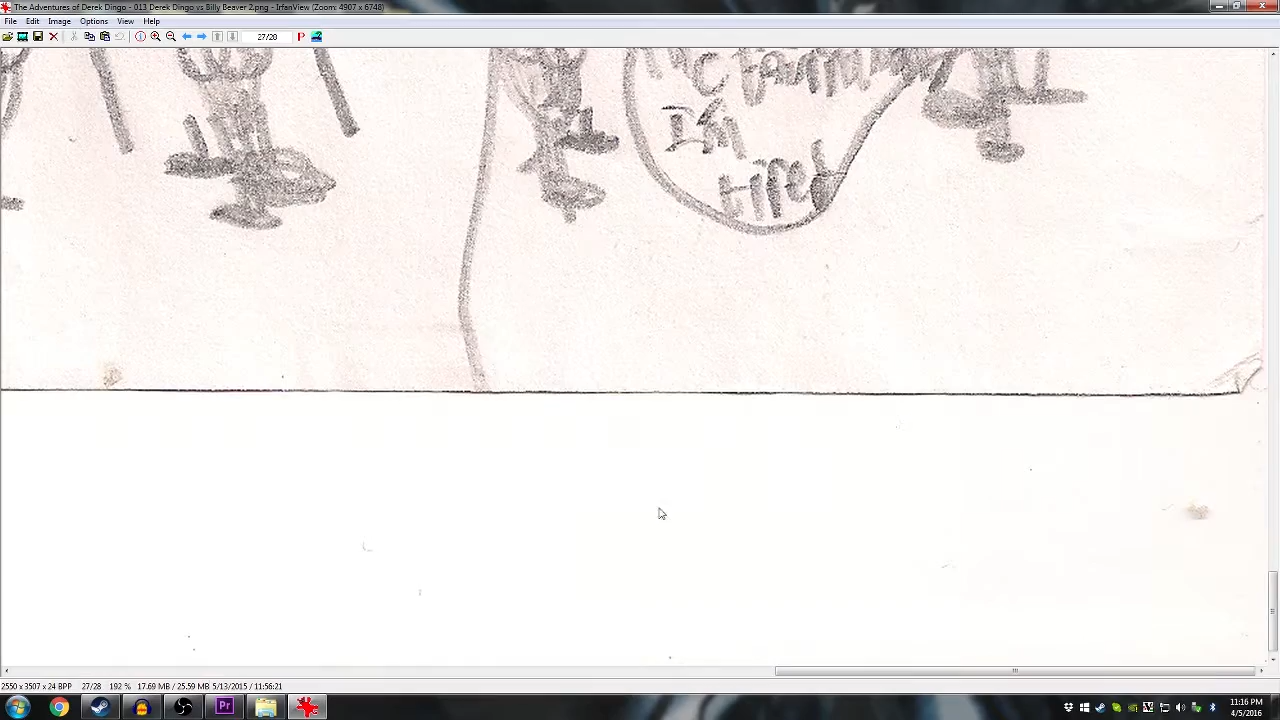 The Adventures of Derek Dingo - 013 Derek Dingo vs Billy Beaver 2.png - IrfanView (Zoom: 4907 x 6748)
File Edit Image Options View Help
27/28
I'm
tired
2550 x 3507 x 24 BPP 27/28 192 % 17.69 MB / 25.59 MB 5/13/2015 / 11:56:21
Pr
11:16 PM
4/5/2016